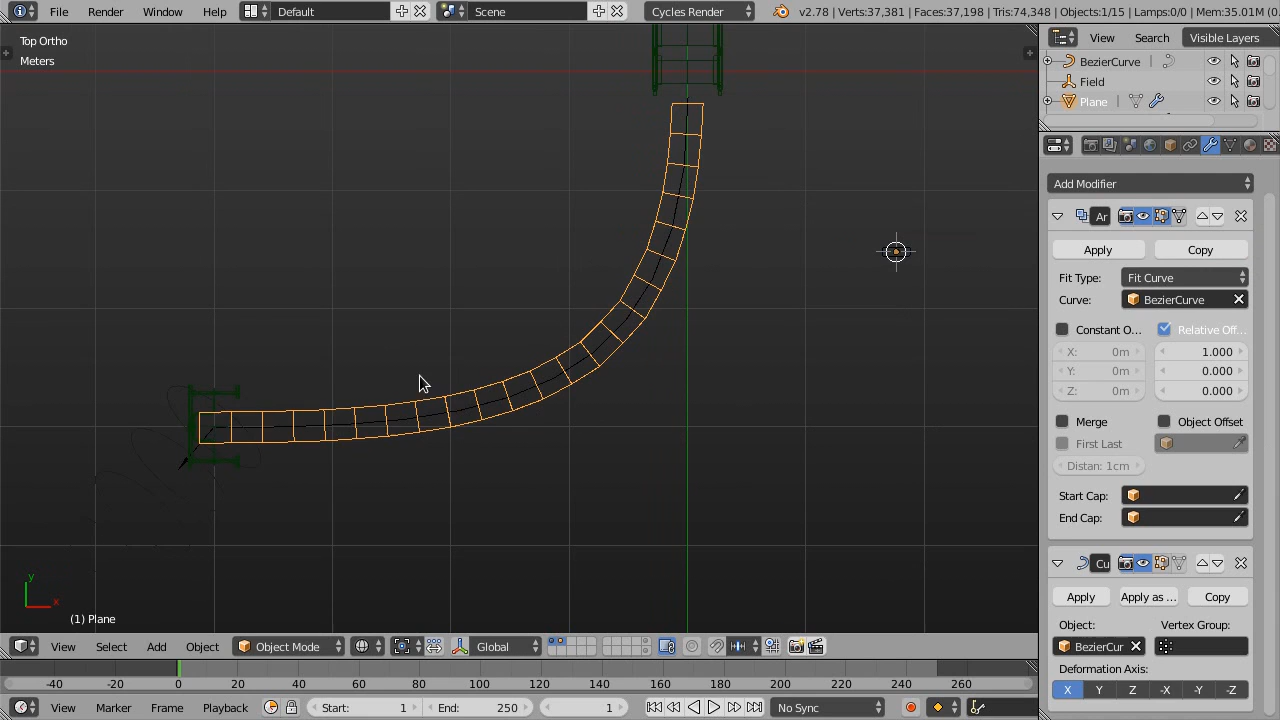 File Render Window Help Default Scene Cycles Render v2.78 | Verts:37,381 | Faces:37,198 | Tris:74,348 | Objects:1/15 | Lamps:0/0 | Mem:35.01M (0
Top Ortho
Meters
View Search Visible Layers
BezierCurve
Field
Plane
Add Modifier
Ar
Apply Copy
Fit Type: Fit Curve
Curve: BezierCurve
Constant O... Relative Off...
X: 0m 1.000
Y: 0m 0.000
Z: 0m 0.000
Merge Object Offset
First Last
Distan: 1cm
Start Cap:
End Cap:
Cu
Apply Apply as ... Copy
Object: Vertex Group:
BezierCur
Deformation Axis:
X Y Z -X -Y -Z
y
x
(1) Plane
View Select Add Object Object Mode Global
-40 -20 0 20 40 60 80 100 120 140 160 180 200 220 240 260
View Marker Frame Playback Start: 1 End: 250 1 No Sync